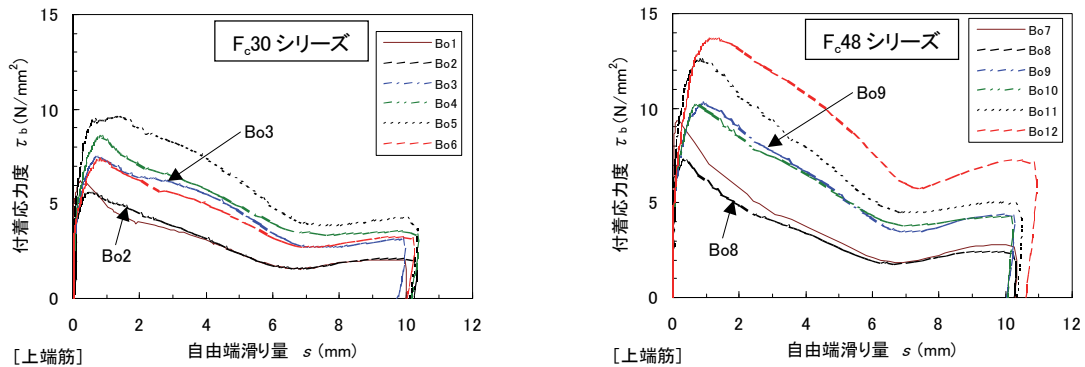 15
10
5
0
付着応力度 τb (N/mm²)
Fc30 シリーズ
Bo1
Bo2
Bo3
Bo4
Bo5
Bo6
Bo3
Bo2
0 2 4 6 8 10 12
自由端滑り量 s (mm)
[上端筋]
15
10
5
0
付着応力度 τb (N/mm²)
Fc48 シリーズ
Bo7
Bo8
Bo9
Bo10
Bo11
Bo12
Bo9
Bo8
0 2 4 6 8 10 12
自由端滑り量 s (mm)
[上端筋]